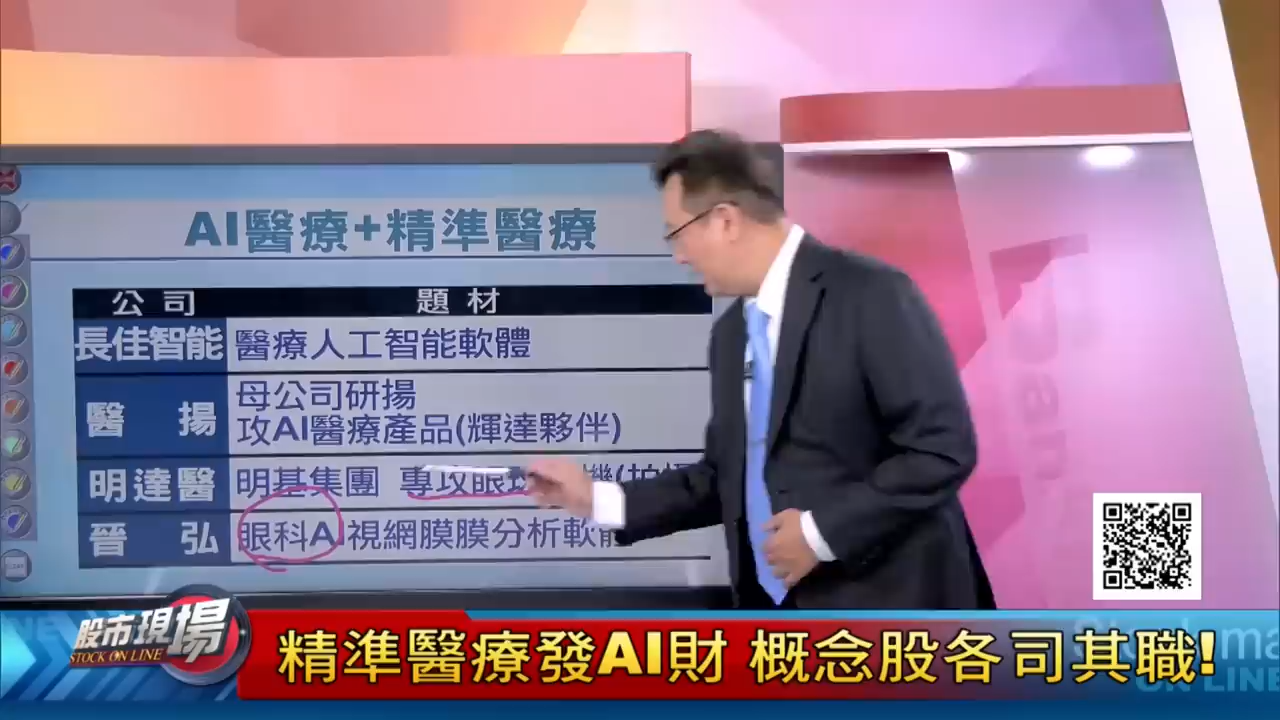 AI醫療+精準醫療
公司 題材
長佳智能 醫療人工智能軟體
醫揚 母公司研揚
攻AI醫療產品(輝達夥伴)
明達醫 明基集團 專攻眼
晉弘 眼科AI視網膜膜分析軟體
股市現場
STOCK ON LINE
精準醫療發AI財 概念股各司其職!